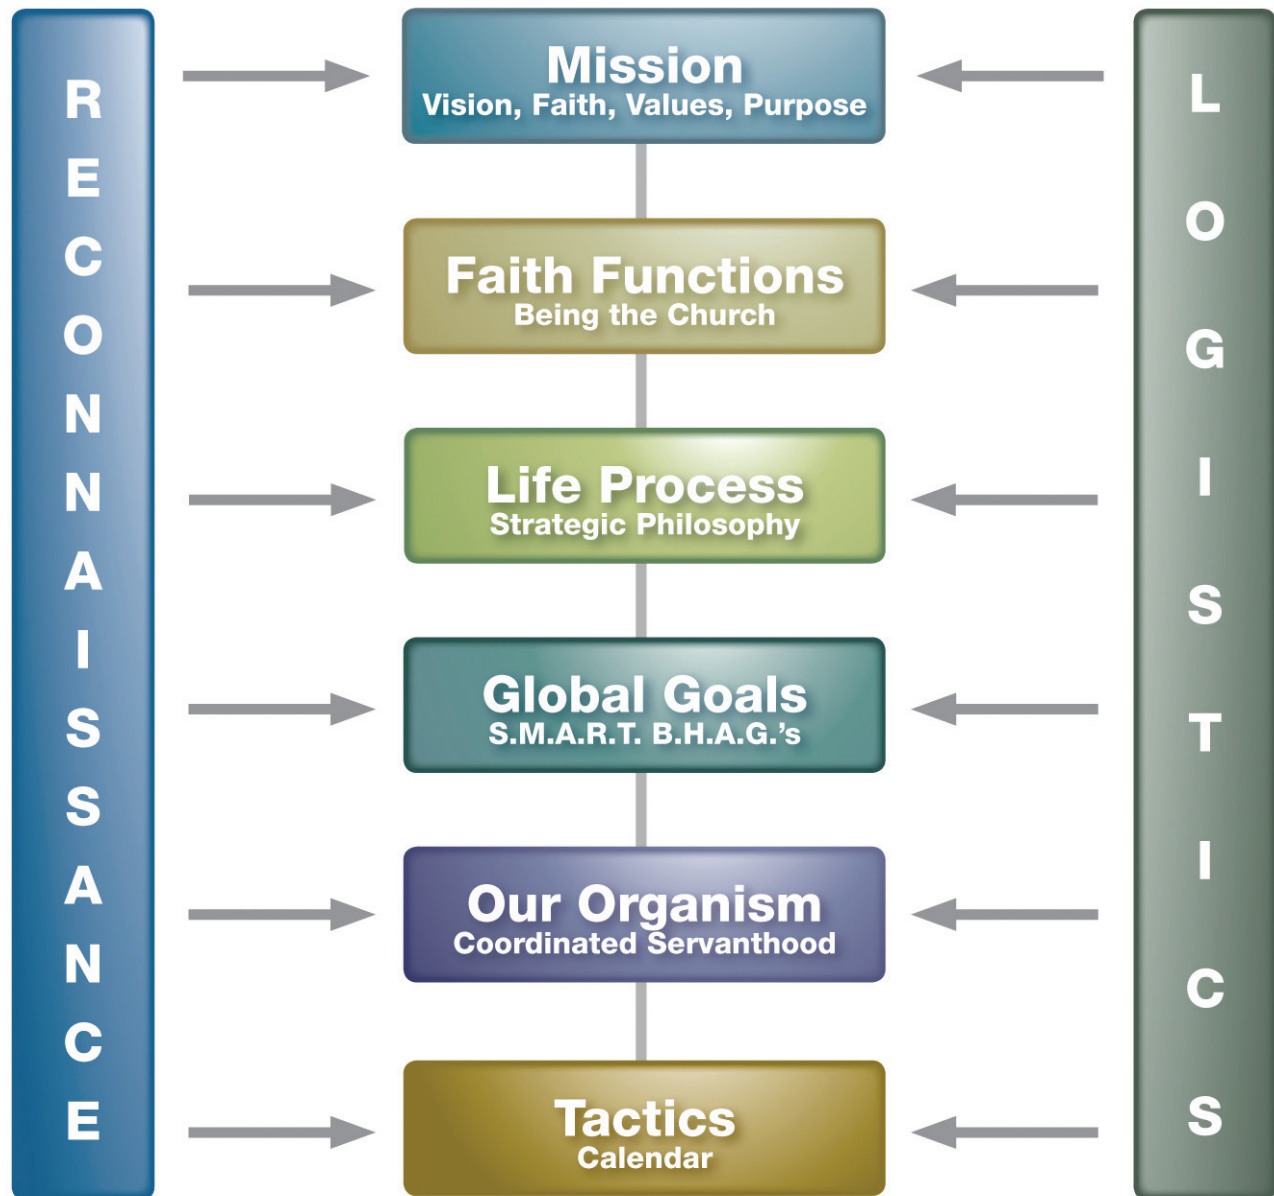 RECONNAISSANCE
Mission
Vision, Faith, Values, Purpose
Faith Functions
Being the Church
Life Process
Strategic Philosophy
Global Goals
S.M.A.R.T. B.H.A.G.’s
Our Organism
Coordinated Servanthood
Tactics
Calendar
LOGISTICS